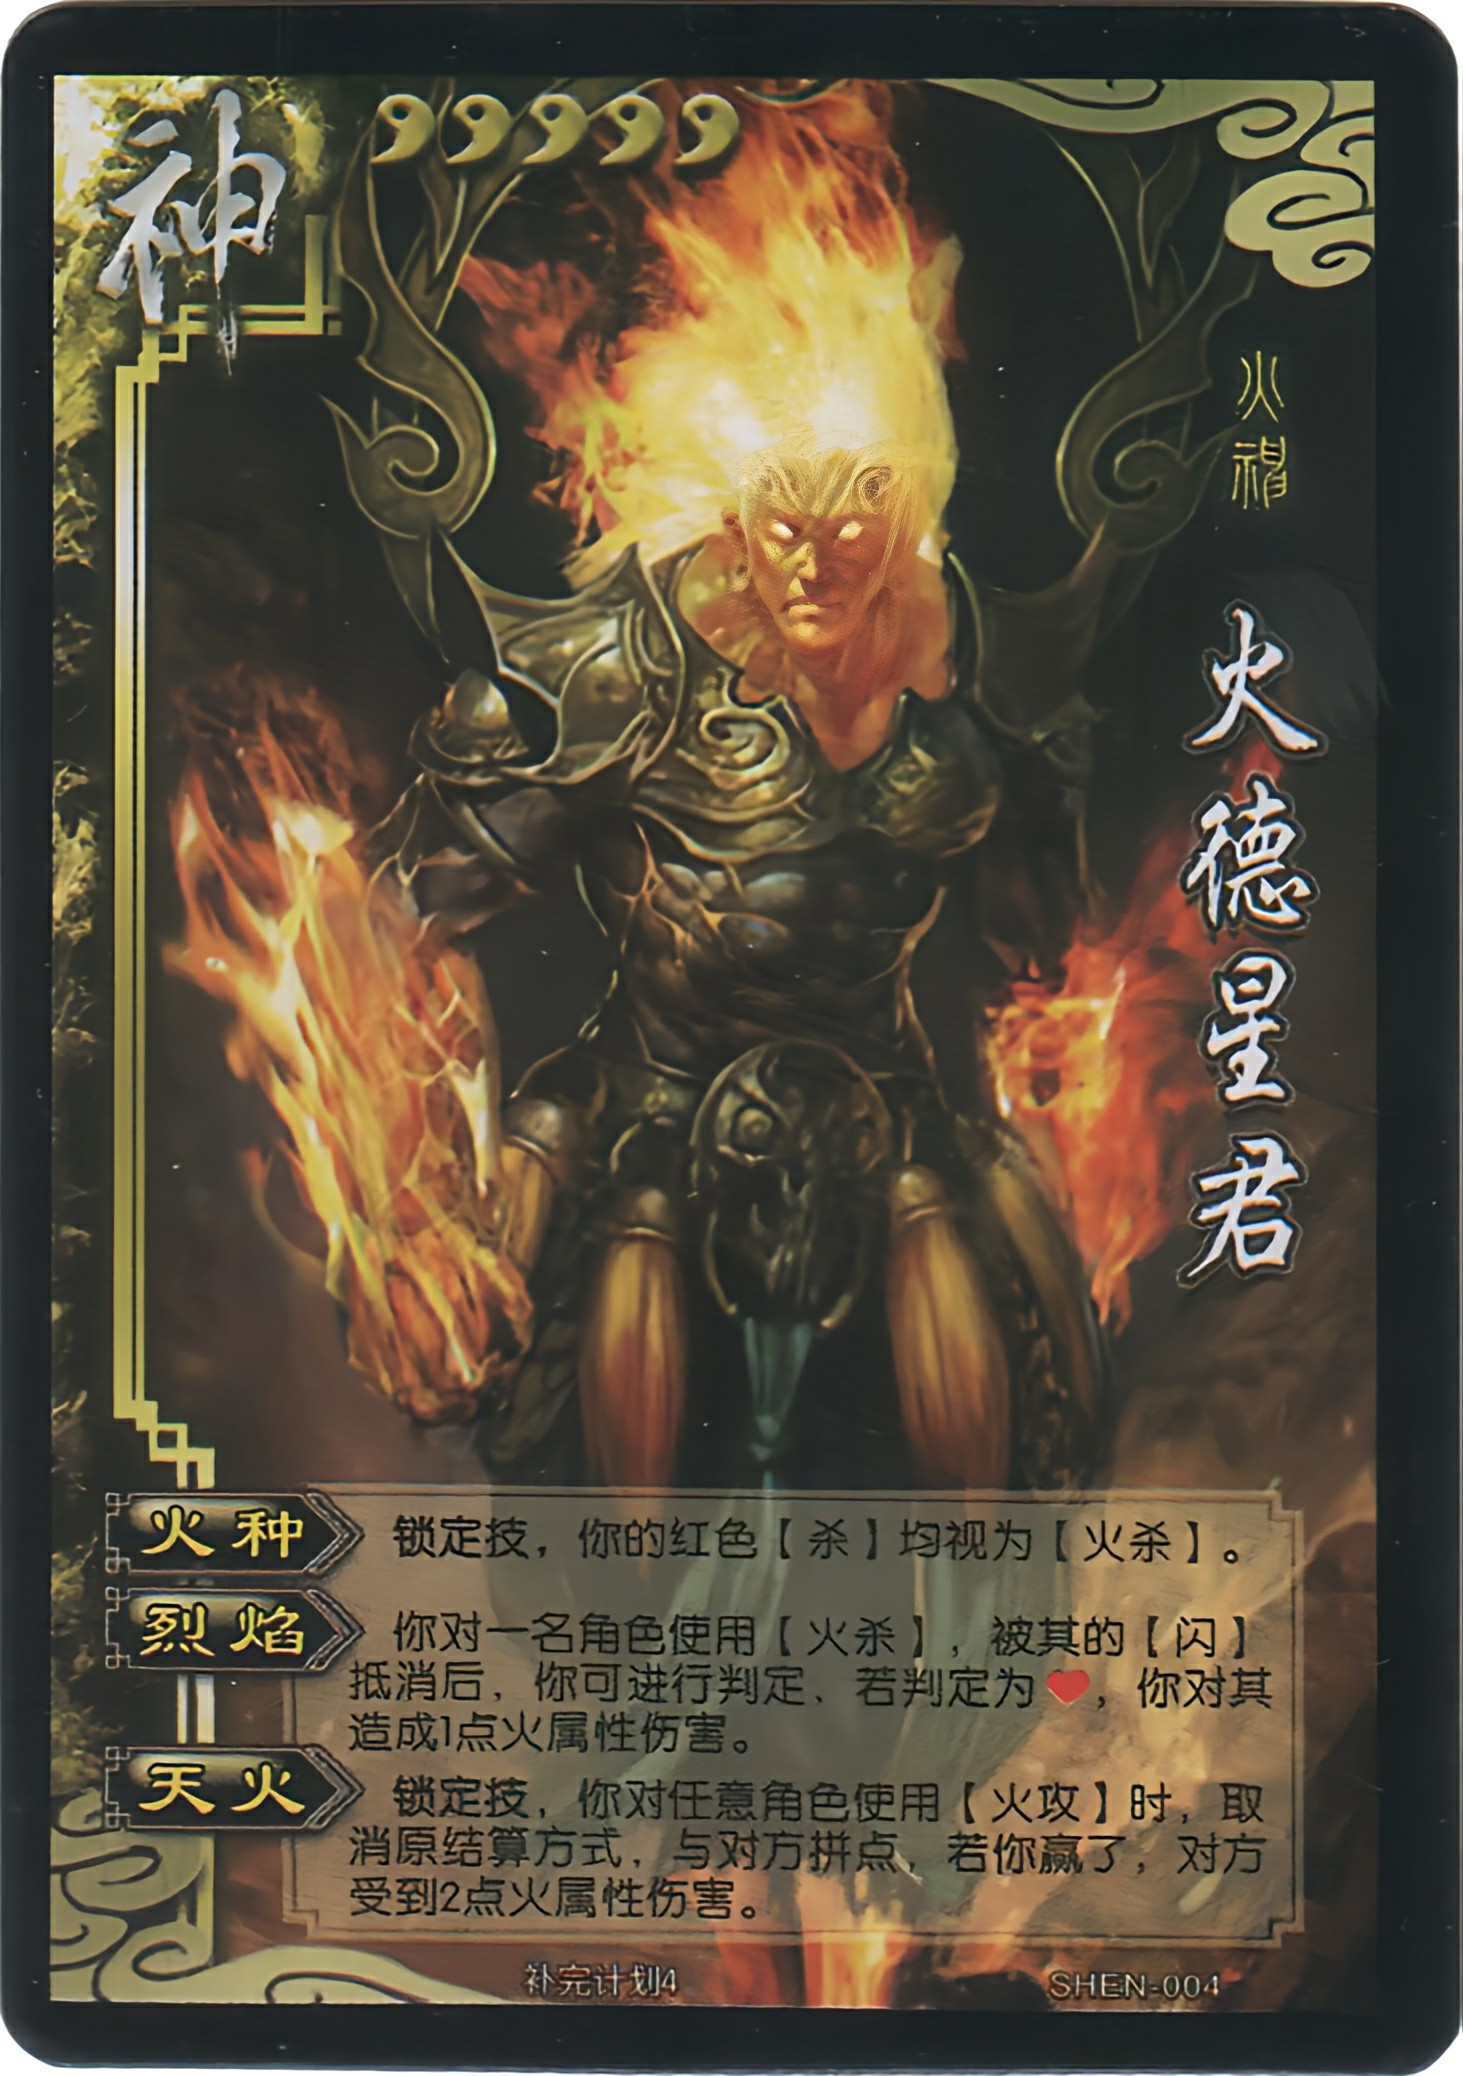 神
火禓
火德星君
火种
锁定技，你的红色【杀】均视为【火杀】。
烈焰
你对一名角色使用【火杀】，被其的【闪】
抵消后，你可进行判定，若判定为❤，你对其
造成1点火属性伤害。
天火
锁定技，你对任意角色使用【火攻】时，取
消原结算方式，与对方拼点，若你赢了，对方
受到2点火属性伤害。
补完计划4
SHEN-004